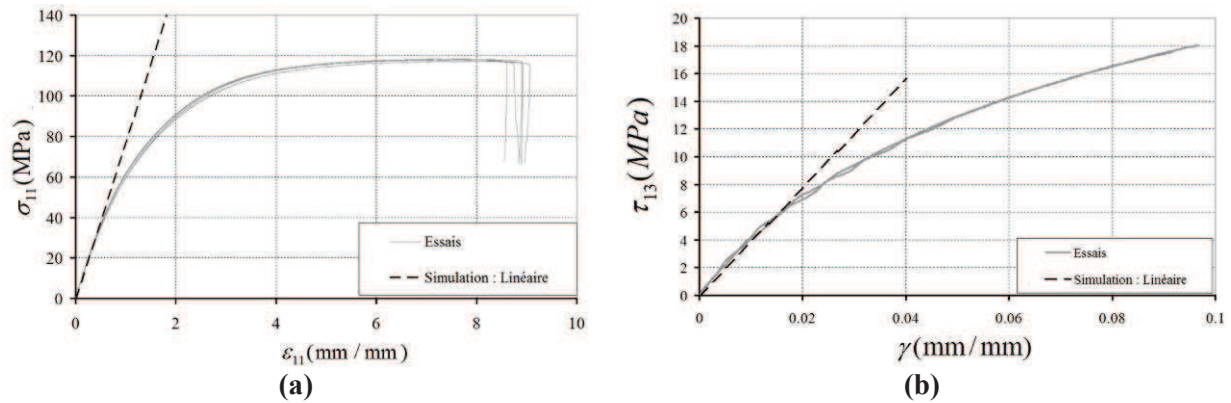 140
120
100
80
60
40
20
0
σ11(MPa)
0 2 4 6 8 10
ε11(mm / mm)
Essais
Simulation : Linéaire
(a)
20
18
16
14
12
10
8
6
4
2
0
τ13(MPa)
0 0.02 0.04 0.06 0.08 0.1
γ(mm / mm)
Essais
Simulation : Linéaire
(b)